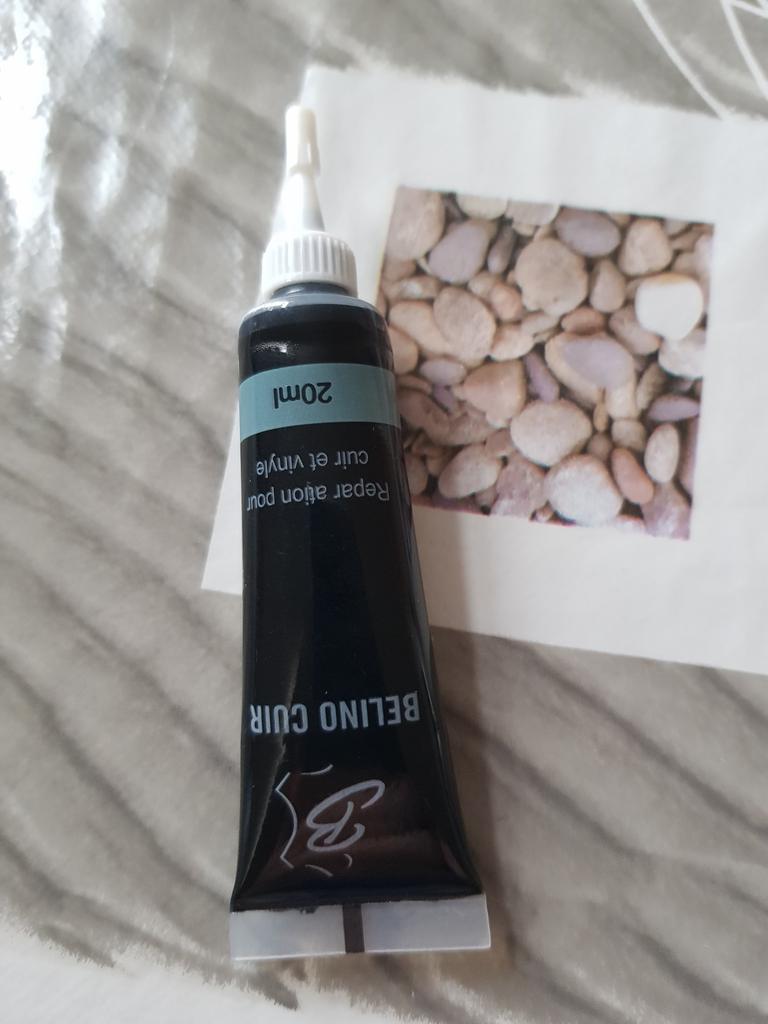 B
BELINO CUIR
Repar ation pour
cuir et vinyle
20ml